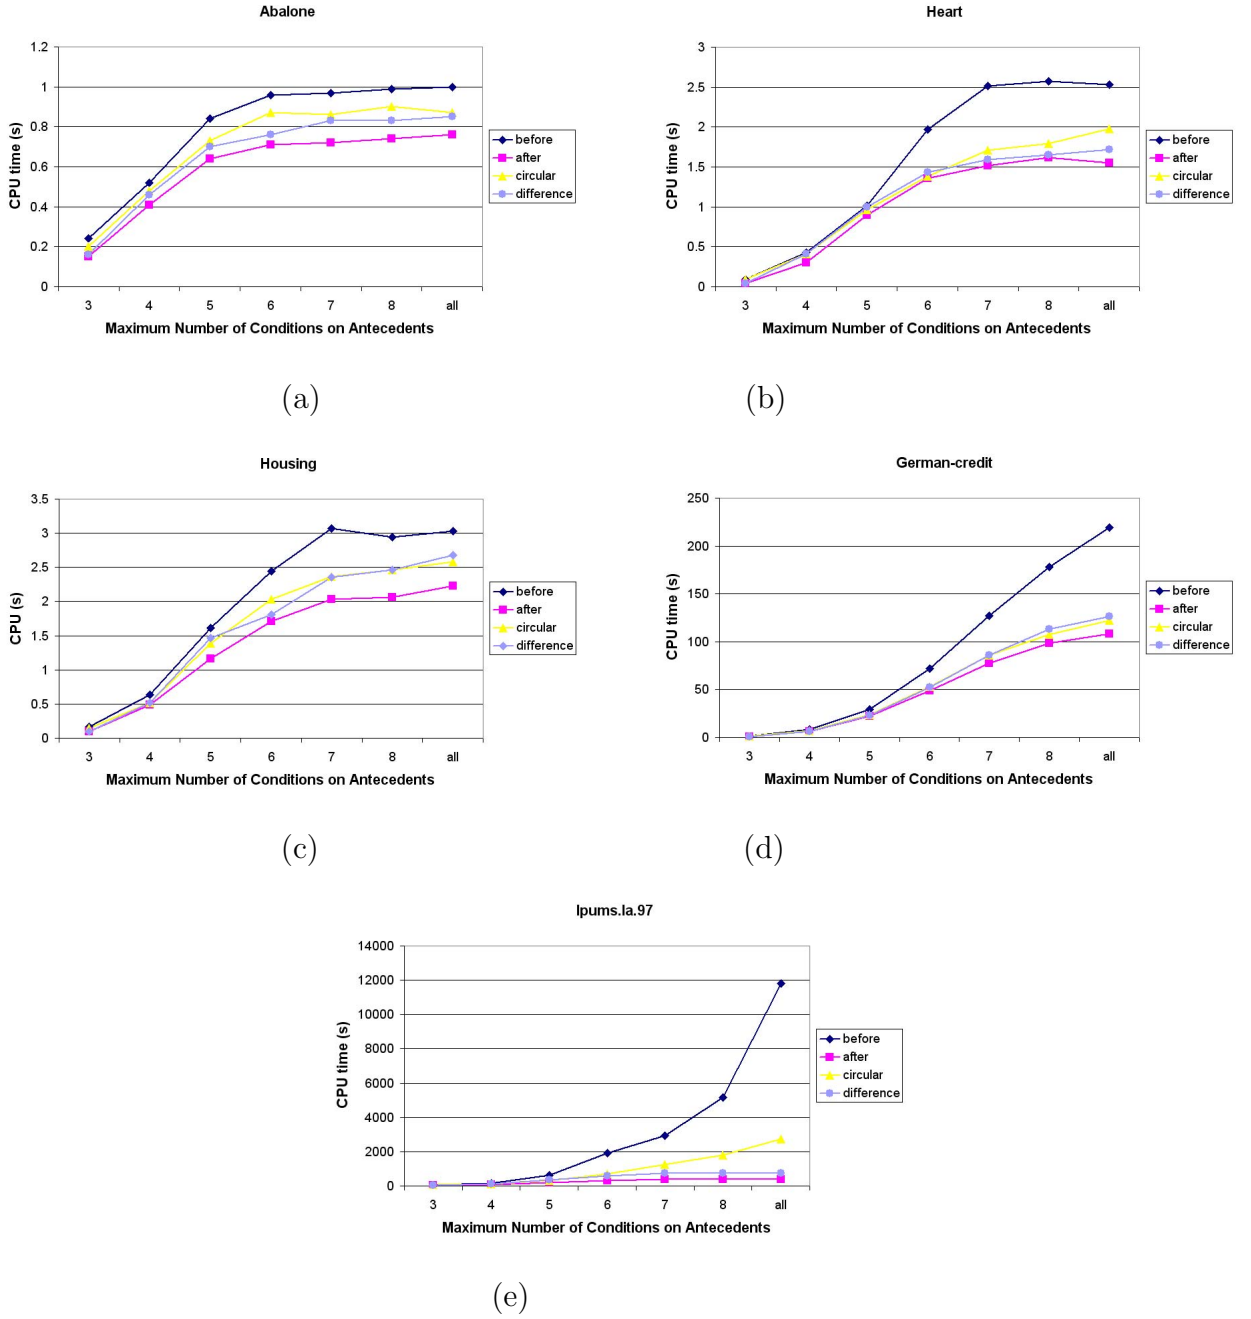 Abalone
1.2
1
0.8
0.6
0.4
0.2
0
CPU time (s)
3 4 5 6 7 8 all
Maximum Number of Conditions on Antecedents
before
after
circular
difference
(a)
Heart
3
2.5
2
1.5
1
0.5
0
CPU time (s)
3 4 5 6 7 8 all
Maximum Number of Conditions on Antecedents
before
after
circular
difference
(b)
Housing
3.5
3
2.5
2
1.5
1
0.5
0
CPU (s)
3 4 5 6 7 8 all
Maximum Number of Conditions on Antecedents
before
after
circular
difference
(c)
German-credit
250
200
150
100
50
0
CPU time (s)
3 4 5 6 7 8 all
Maximum Number of Conditions on Antecedents
before
after
circular
difference
(d)
Ipums.la.97
14000
12000
10000
8000
6000
4000
2000
0
CPU time (s)
3 4 5 6 7 8 all
Maximum Number of Conditions on Antecedents
before
after
circular
difference
(e)